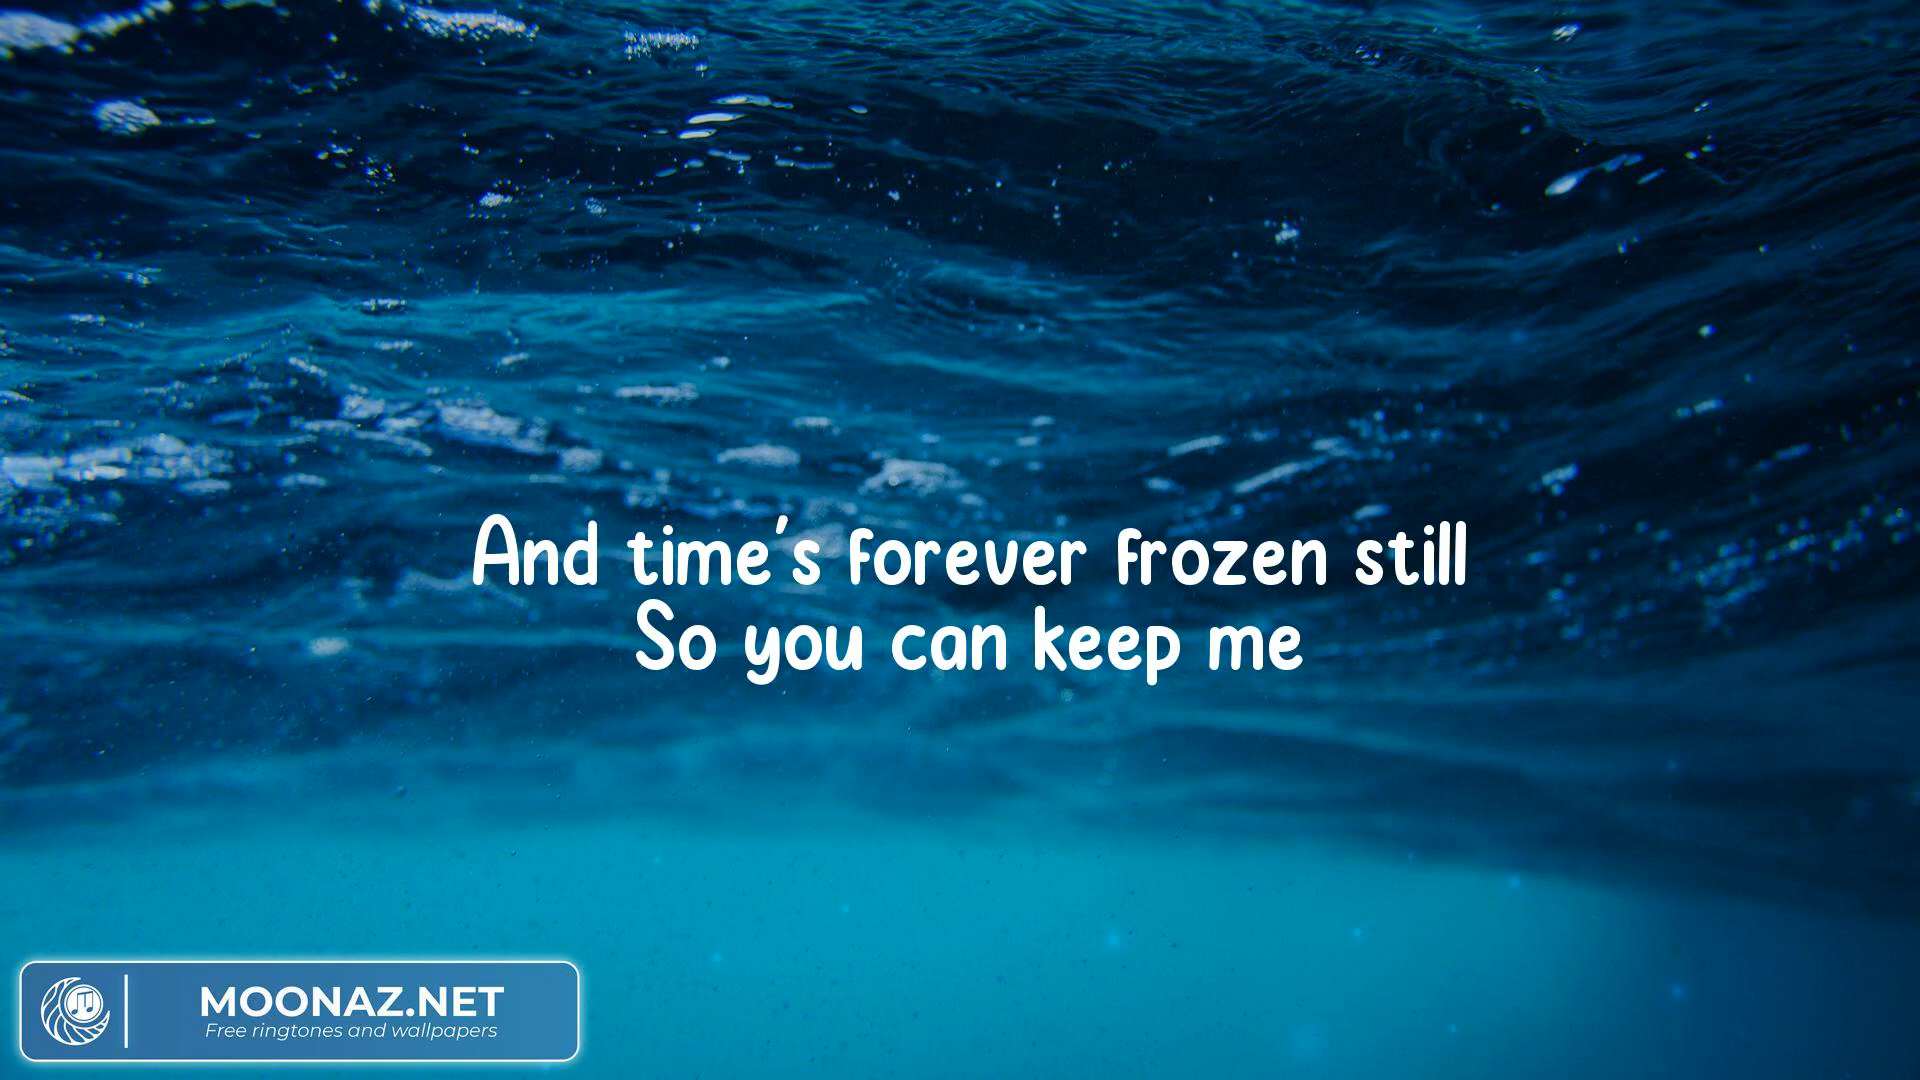 And time's forever frozen still
So you can keep me
MOONAZ.NET
Free ringtones and wallpapers